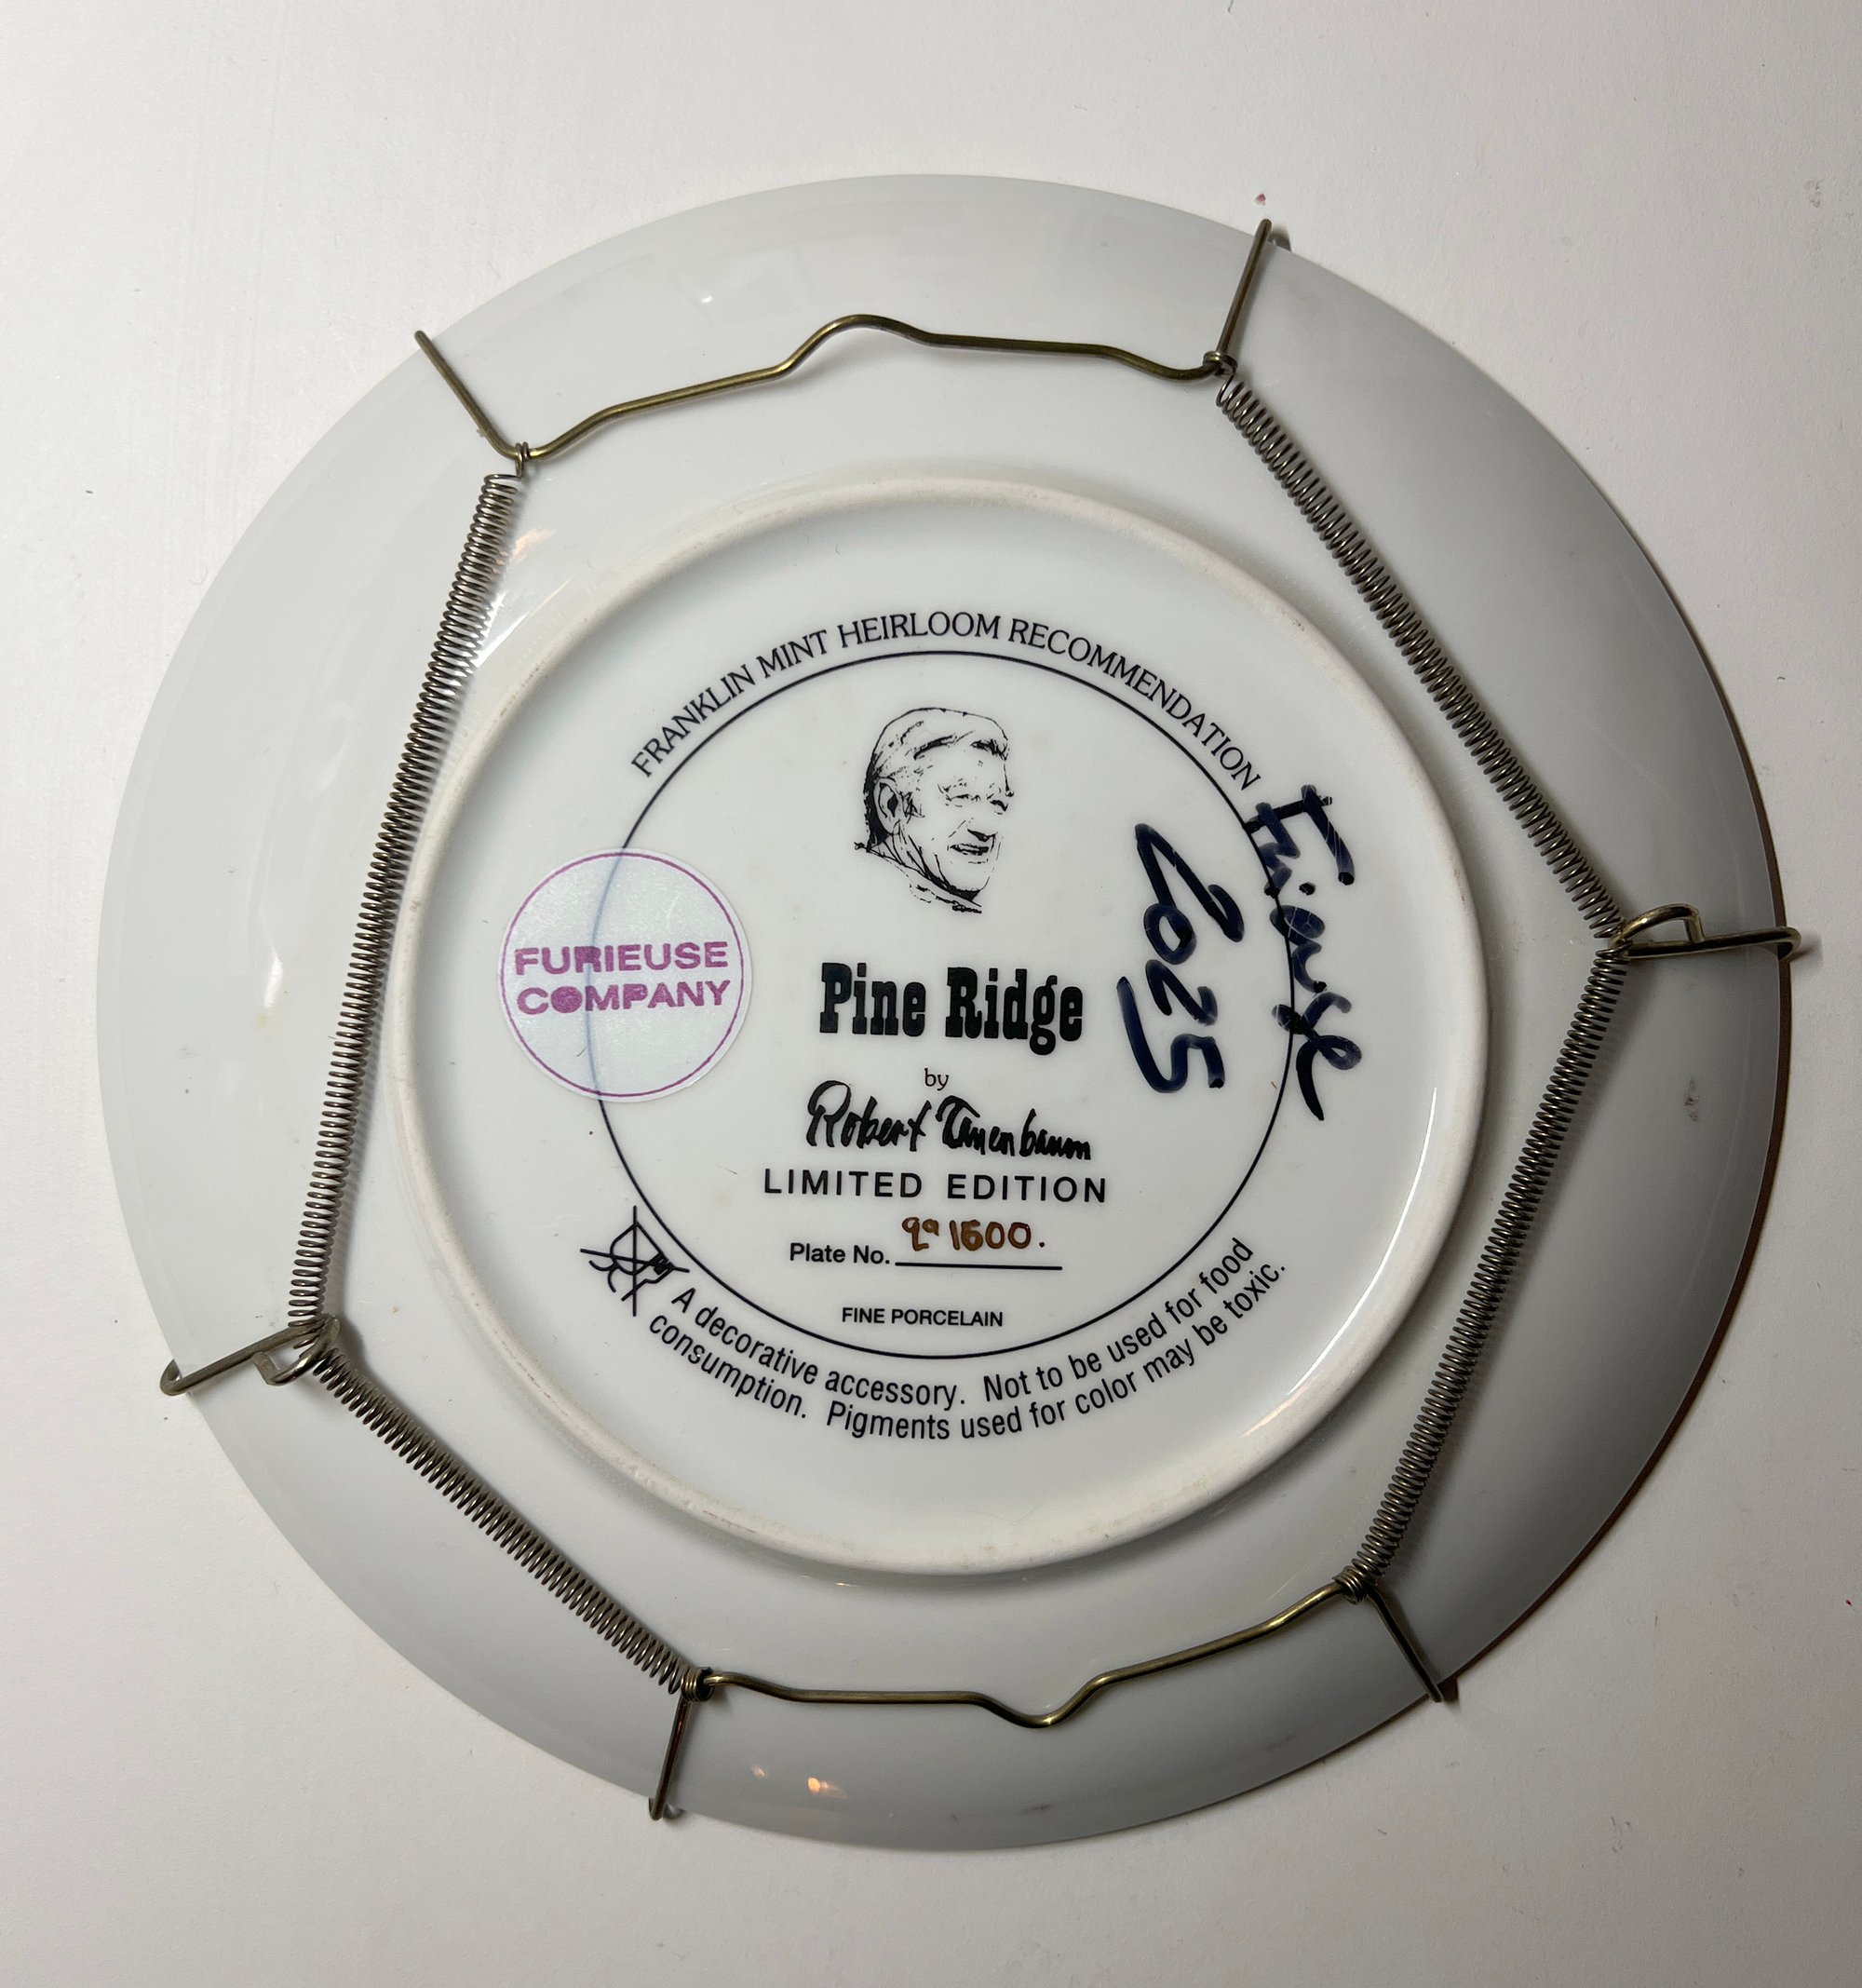 FRANKLIN MINT HEIRLOOM RECOMMENDATION
FURIEUSE
COMPANY
Pine Ridge
by
Robert Tanenbaum
LIMITED EDITION
Plate No. 1500.
FINE PORCELAIN
A decorative accessory. Not to be used for food
consumption. Pigments used for color may be toxic.
2025